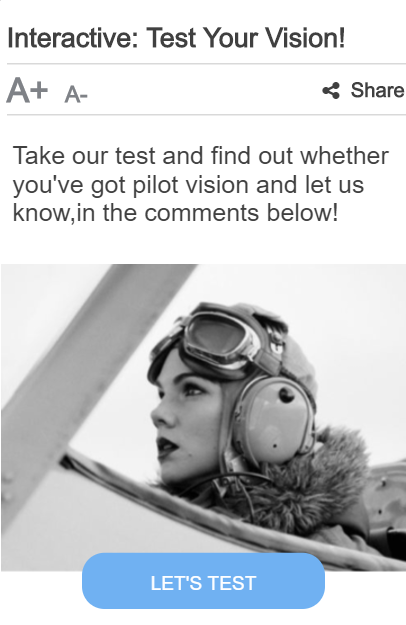 Interactive: Test Your Vision!
A+ A- Share
Take our test and find out whether
you've got pilot vision and let us
know,in the comments below!
LET'S TEST